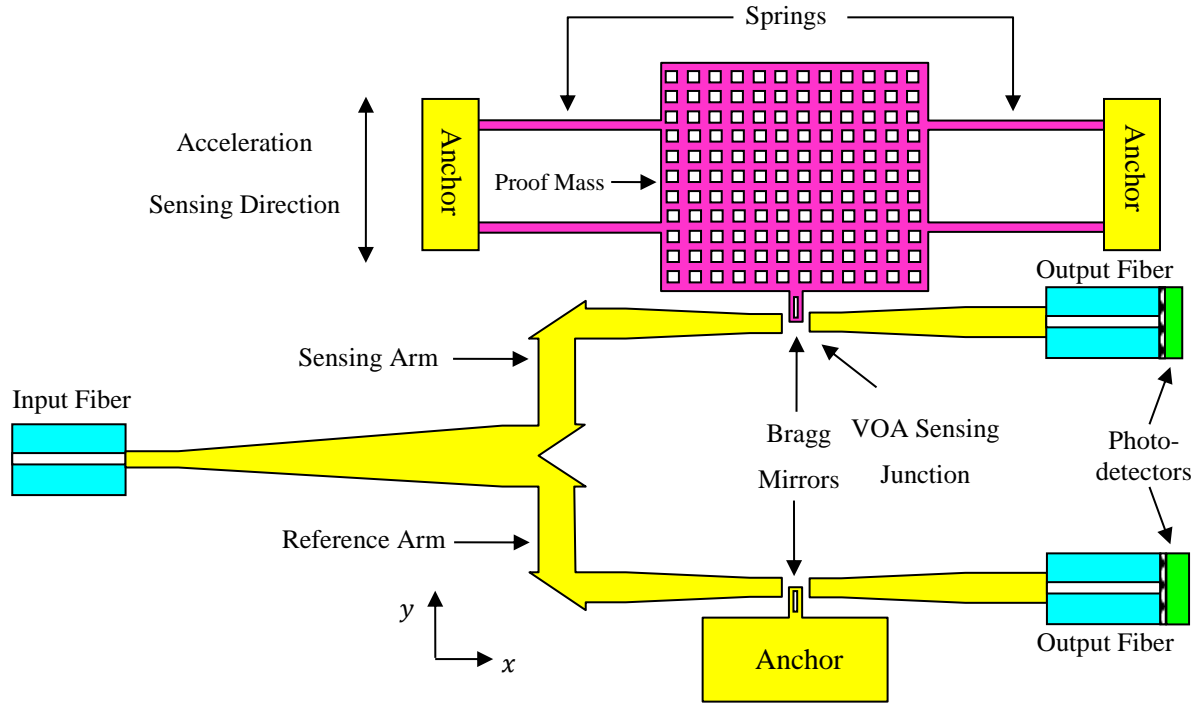 Springs
Acceleration
Sensing Direction
Anchor
Proof Mass
Anchor
Output Fiber
Sensing Arm
Input Fiber
Bragg
Mirrors
VOA Sensing
Junction
Photo-
detectors
Reference Arm
y
x
Anchor
Output Fiber